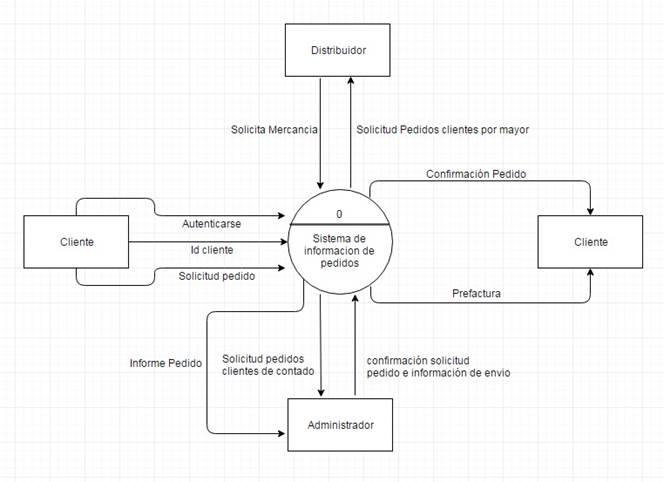 Distribuidor
Solicita Mercancia
Solicitud Pedidos clientes por mayor
Confirmación Pedido
Autenticarse
0
Cliente
Id cliente
Sistema de
informacion de
pedidos
Cliente
Solicitud pedido
Prefactura
Informe Pedido
Solicitud pedidos
clientes de contado
confirmación solicitud
pedido e información de envio
Administrador